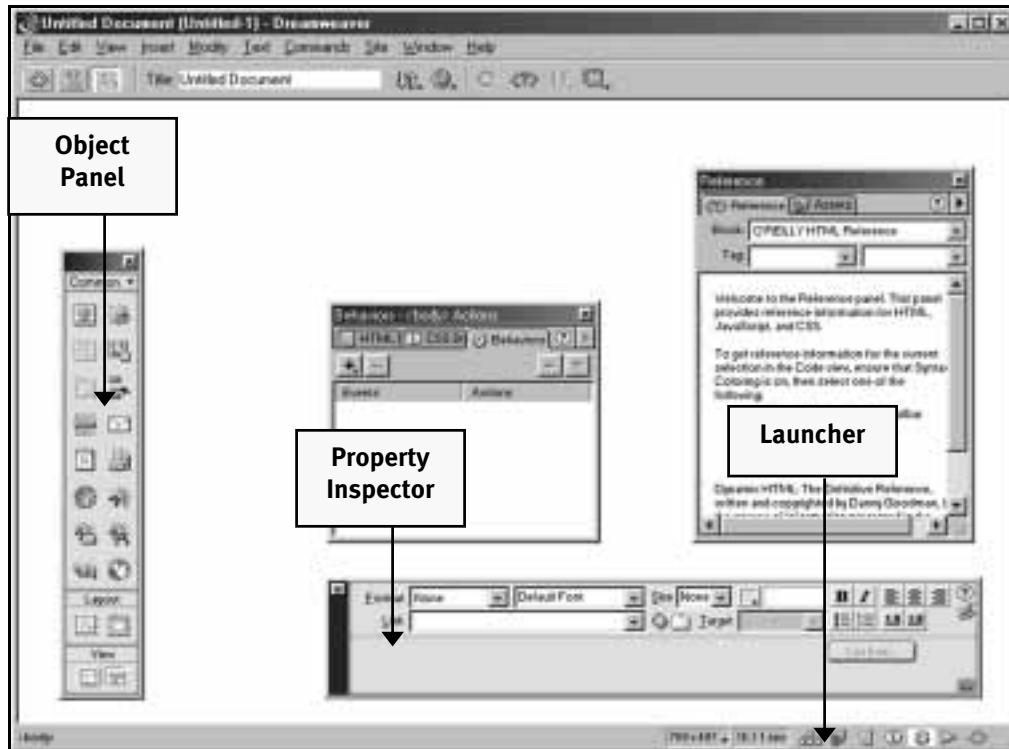 Untitled Document (Untitled-1) - Dreamweaver
File Edit View Insert Modify Text Commands Site Window Help
Title: Untitled Document
Object
Panel
Common
Layout
View
Behaviors - <body> Actions
HTML CSS Behaviors
Events Actions
Property
Inspector
Reference
Reference Assets
Book: O'REILLY HTML Reference
Tag:
Welcome to the Reference panel. This panel
provides reference information for HTML,
JavaScript, and CSS.
To get reference information for the current
selection in the Code view, ensure that Syntax
Coloring is on, then select one of the
following:
Launcher
Dynamic HTML, The Definitive Reference,
written and copyrighted by Danny Goodman,
Format None Default Font Size None B I
Link Target
<body>